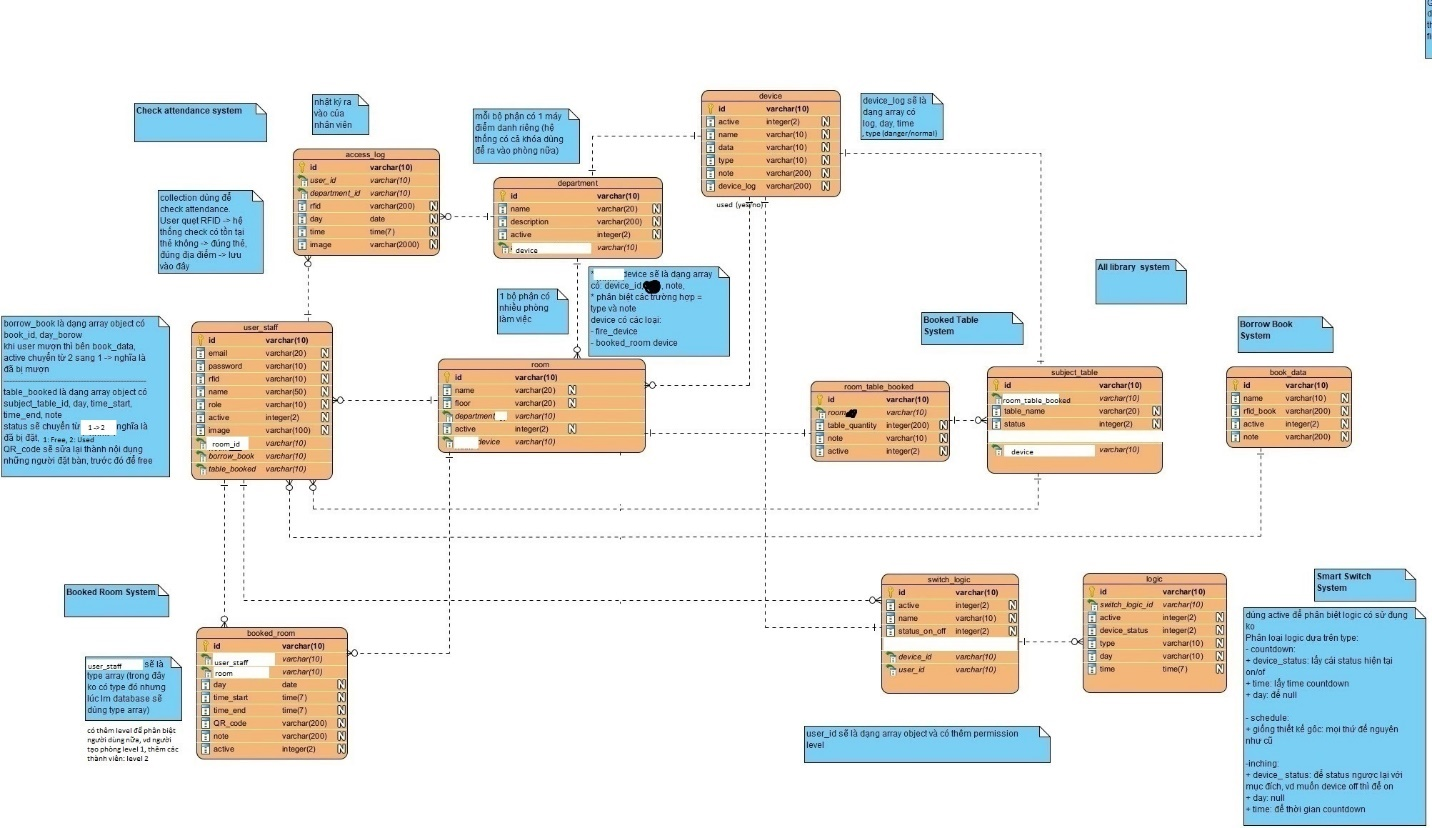 Check attendance system
nhật ký ra
vào của
nhân viên
mỗi bộ phận có 1 máy
điểm danh riêng (hệ
thống có cả khóa dùng
để ra vào phòng nữa)
device
id varchar(10)
active integer(2) N
name varchar(10) N
data varchar(10) N
type varchar(10) N
note varchar(200) N
device_log varchar(200) N
used (yes/no)
device_log sẽ là
dạng array có
log, day, time
, type (danger/normal)
access_log
id varchar(10)
user_id varchar(10)
department_id varchar(10)
rfid varchar(200) N
day date N
time time(7) N
image varchar(2000) N
department
id varchar(10)
name varchar(20) N
description varchar(200) N
active integer(2) N
device varchar(10)
collection dùng để
check attendance.
User quẹt RFID -> hệ
thống check có tồn tại
thẻ không -> đúng thẻ,
đúng địa điểm -> lưu
vào đây
1 bộ phận có
nhiều phòng
làm việc
* device sẽ là dạng array
có: device_id, note,
* phân biệt các trường hợp =
type và note
device có các loại:
- fire_device
- booked_room device
All library system
Booked Table
System
Borrow Book
System
borrow_book là dạng array object có
book_id, day_borow
khi user mượn thì bên book_data,
active chuyển từ 2 sang 1 -> nghĩa là
đã bị mượn
table_booked là dạng array object có
subject_table_id, day, time_start,
time_end, note
status sẽ chuyển từ 1->2 nghĩa là
đã bị đặt, 1: Free, 2: Used
QR_code sẽ sửa lại thành nội dụng
những người đặt bàn, trước đó để free
user_staff
id varchar(10)
email varchar(20) N
password varchar(10) N
rfid varchar(10) N
name varchar(50) N
role varchar(10) N
active integer(2) N
image varchar(100) N
room_id varchar(10)
borrow_book varchar(10)
table_booked varchar(10)
room
id varchar(10)
name varchar(20) N
floor varchar(20) N
department varchar(10)
active integer(2) N
device varchar(10)
room_table_booked
id varchar(10)
room varchar(10)
table_quantity integer(200) N
note varchar(10) N
active integer(2) N
subject_table
id varchar(10)
room_table_booked varchar(10)
table_name varchar(20) N
status integer(2) N
device varchar(10)
book_data
id varchar(10)
name varchar(10) N
rfid_book varchar(200) N
active integer(2) N
note varchar(200) N
Booked Room System
user_staff sẽ là
type array (trong đây
ko có type đó nhưng
lúc lm database sẽ
dùng type array)
có thêm level để phân biệt
người dùng nữa, vd người
tạo phòng level 1, thêm các
thành viên: level 2
booked_room
id varchar(10)
user_staff varchar(10)
room varchar(10)
day date N
time_start time(7) N
time_end time(7) N
QR_code varchar(200) N
note varchar(200) N
active integer(2) N
switch_logic
id varchar(10)
active integer(2) N
name varchar(10) N
status_on_off integer(2) N
device_id varchar(10)
user_id varchar(10)
logic
id varchar(10)
switch_logic_id varchar(10)
active integer(2) N
device_status integer(2) N
type varchar(10) N
day varchar(10) N
time time(7) N
user_id sẽ là dạng array object và có thêm permission
level
Smart Switch
System
dùng active để phân biệt logic có sử dụng
ko
Phân loại logic dựa trên type:
- countdown:
+ device_status: lấy cái status hiện tại
on/of
+ time: lấy time countdown
+ day: để null
- schedule:
+ giống thiết kế gốc: mọi thứ để nguyên
như cũ
-inching:
+ device_ status: để status ngược lại với
mục đích, vd muốn device off thì để on
+ day: null
+ time: để thời gian countdown